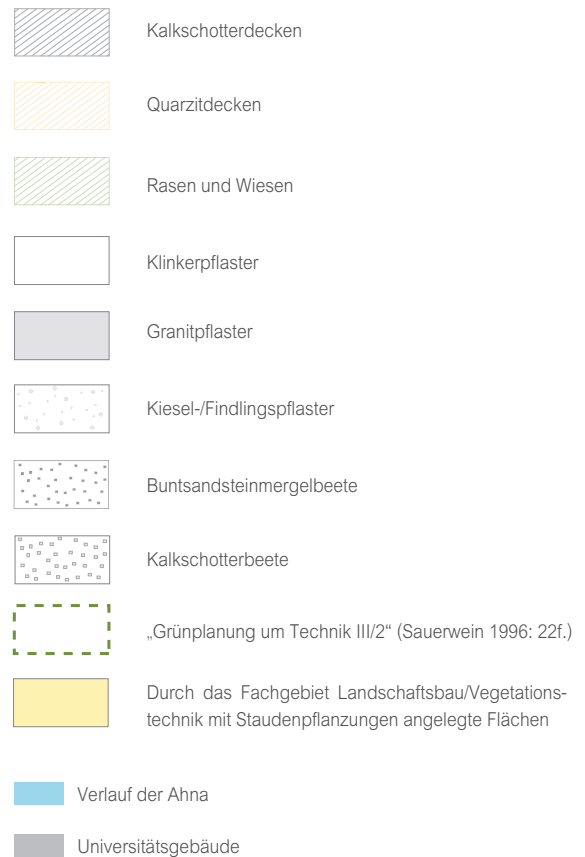 Kalkschotterdecken
Quarzitdecken
Rasen und Wiesen
Klinkerpflaster
Granitpflaster
Kiesel-/Findlingspflaster
Buntsandsteinmergelbeete
Kalkschotterbeete
„Grünplanung um Technik III/2“ (Sauerwein 1996: 22f.)
Durch das Fachgebiet Landschaftsbau/Vegetations-
technik mit Staudenpflanzungen angelegte Flächen
Verlauf der Ahna
Universitätsgebäude